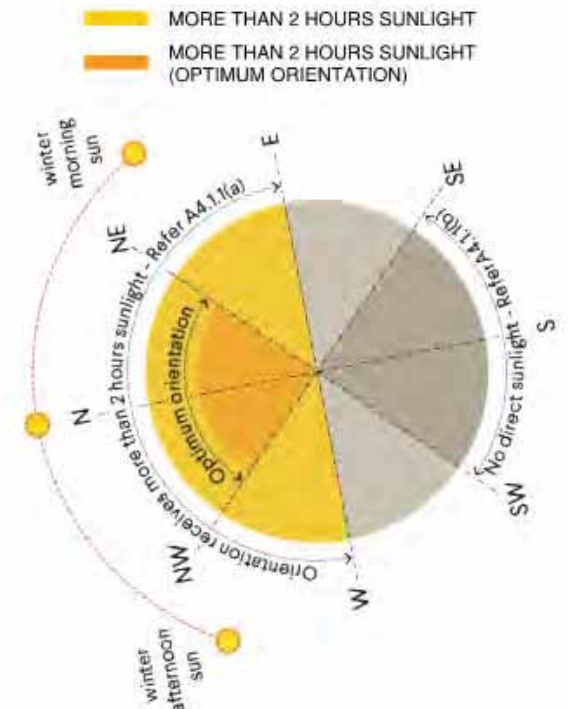 MORE THAN 2 HOURS SUNLIGHT
MORE THAN 2 HOURS SUNLIGHT
(OPTIMUM ORIENTATION)
winter
morning
sun
E
SE
NE
Orientation receives more than 2 hours sunlight - Refer A4.1.1(a)
Optimum orientation
No direct sunlight - Refer A4.1.1(b)
S
N
SW
NW
W
winter
afternoon
sun